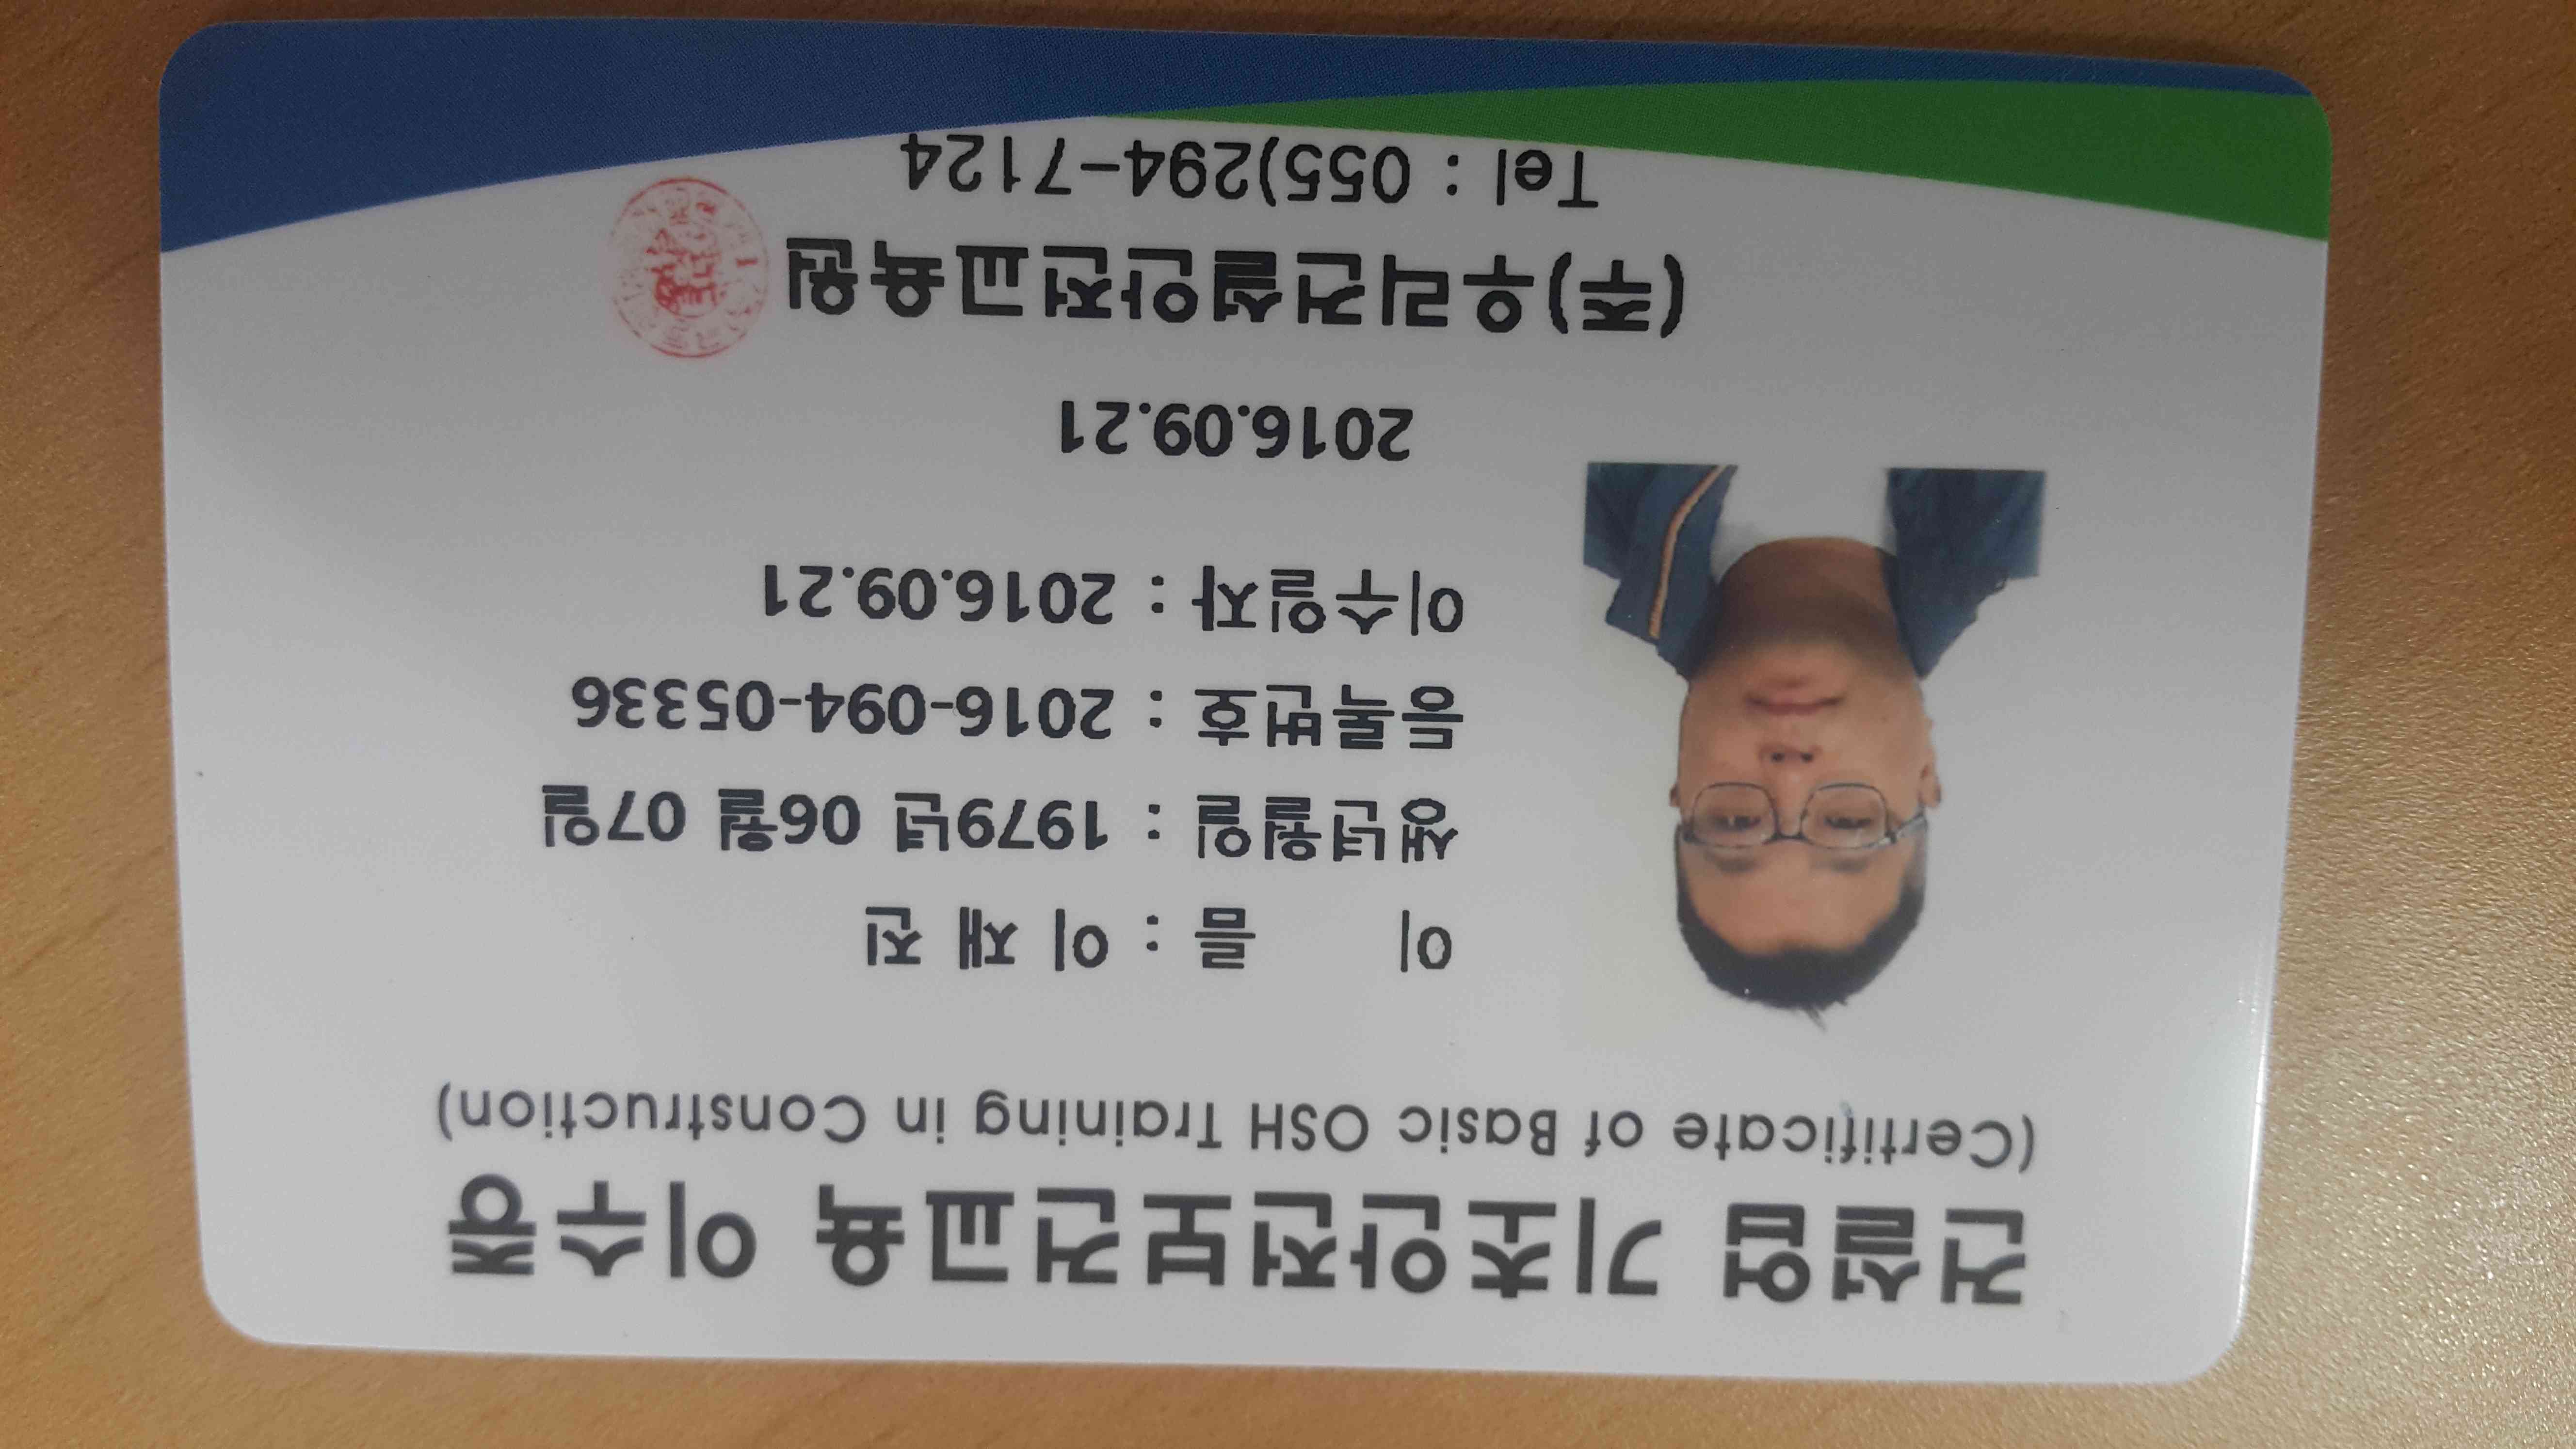 건설업 기초안전보건교육 이수증
(Certificate of Basic OSH Training in Construction)
이 름 : 이 재 진
생년월일 : 1979년 06월 07일
등록번호 : 2016-094-05336
이수일자 : 2016.09.21
2016.09.21
(주)우리건설안전교육원
Tel : 055)294-7124